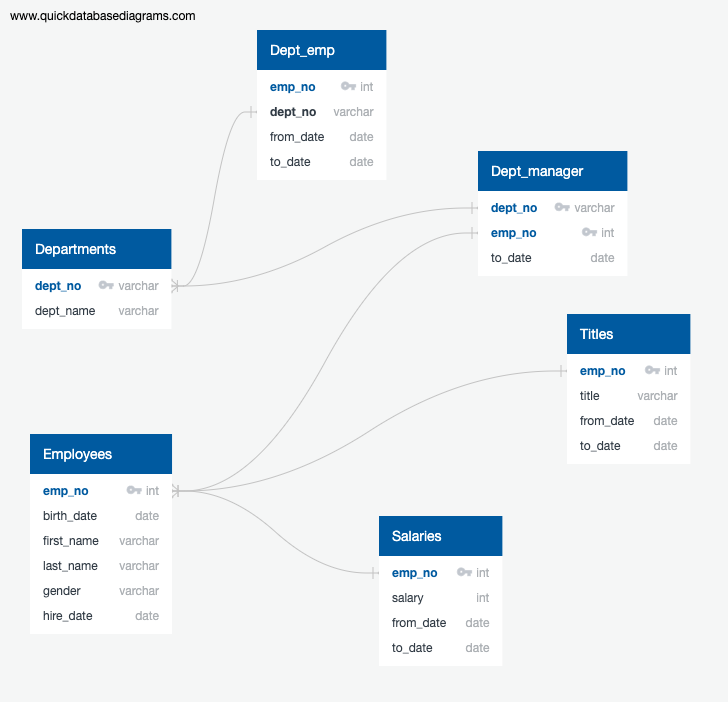 www.quickdatabasediagrams.com
Dept_emp
emp_no int
dept_no varchar
from_date date
to_date date
Dept_manager
dept_no varchar
emp_no int
to_date date
Departments
dept_no varchar
dept_name varchar
Titles
emp_no int
title varchar
from_date date
to_date date
Employees
emp_no int
birth_date date
first_name varchar
last_name varchar
gender varchar
hire_date date
Salaries
emp_no int
salary int
from_date date
to_date date